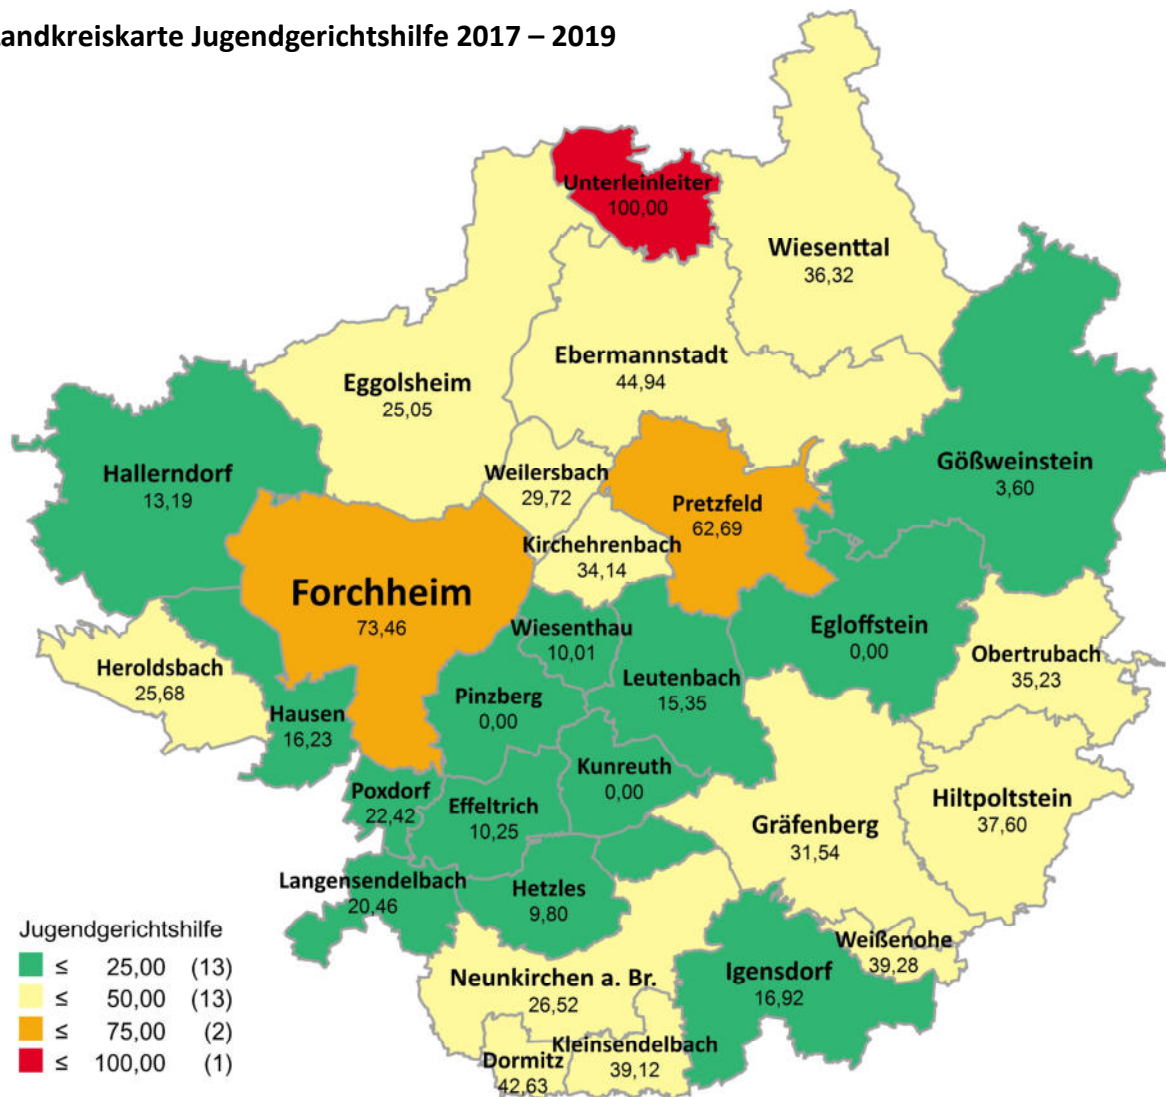 Landkreiskarte Jugendgerichtshilfe 2017 – 2019
Unterleinleiter
100,00
Wiesenttal
36,32
Ebermannstadt
44,94
Eggolsheim
25,05
Hallerndorf
13,19
Weilersbach
29,72
Gößweinstein
3,60
Pretzfeld
62,69
Kirchehrenbach
34,14
Forchheim
73,46
Wiesenthau
10,01
Egloffstein
0,00
Heroldsbach
25,68
Leutenbach
15,35
Obertrubach
35,23
Pinzberg
0,00
Hausen
16,23
Kunreuth
0,00
Poxdorf
22,42
Effeltrich
10,25
Hiltpoltstein
37,60
Gräfenberg
31,54
Langensendelbach
20,46
Hetzles
9,80
Weißenohe
39,28
Neunkirchen a. Br.
26,52
Igensdorf
16,92
Kleinsendelbach
39,12
Dormitz
42,63
Jugendgerichtshilfe
≤ 25,00 (13)
≤ 50,00 (13)
≤ 75,00 (2)
≤ 100,00 (1)